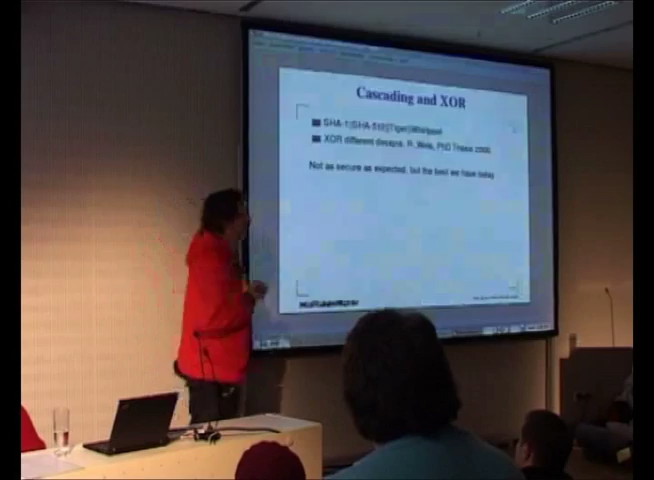 Cascading and XOR
SHA-1||SHA-512||Tiger||Whirlpool
XOR different designs, R. Weis, PhD Thesis 2000
Not as secure as expected, but the best we have today